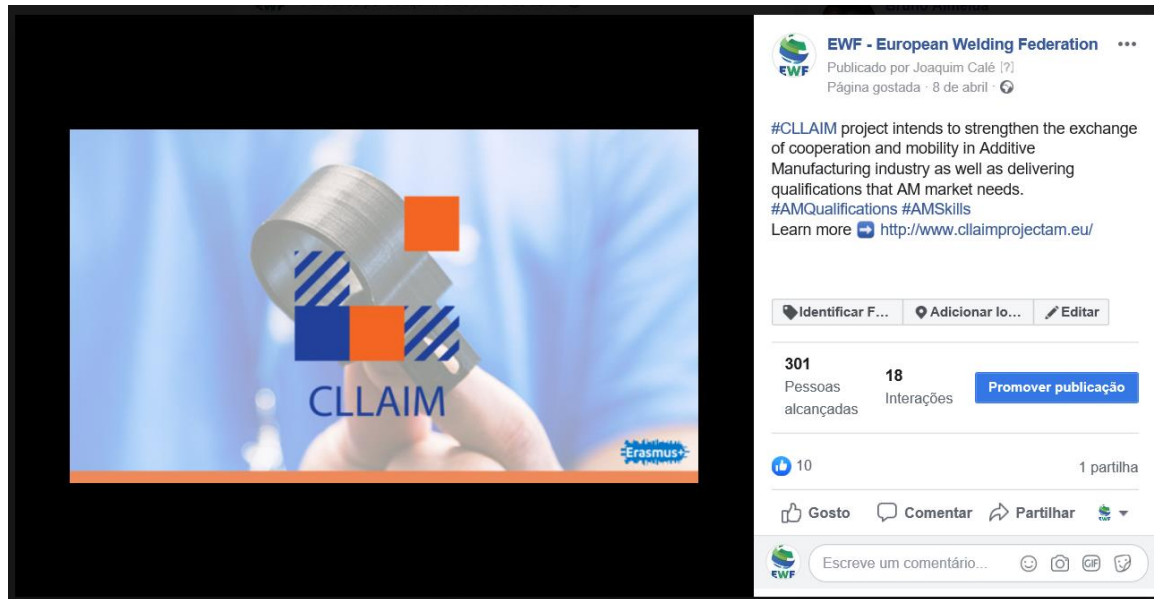 CLLAIM
Erasmus+
EWF - European Welding Federation
EWF
Publicado por Joaquim Calé [?]
Página gostada · 8 de abril ·
#CLLAIM project intends to strengthen the exchange
of cooperation and mobility in Additive
Manufacturing industry as well as delivering
qualifications that AM market needs.
#AMQualifications #AMSkills
Learn more ➡ http://www.cllaimprojectam.eu/
Identificar F... Adicionar lo... Editar
301
Pessoas
alcançadas
18
Interações
Promover publicação
10
1 partilha
Gosto Comentar Partilhar
EWF
Escreve um comentário...
GIF